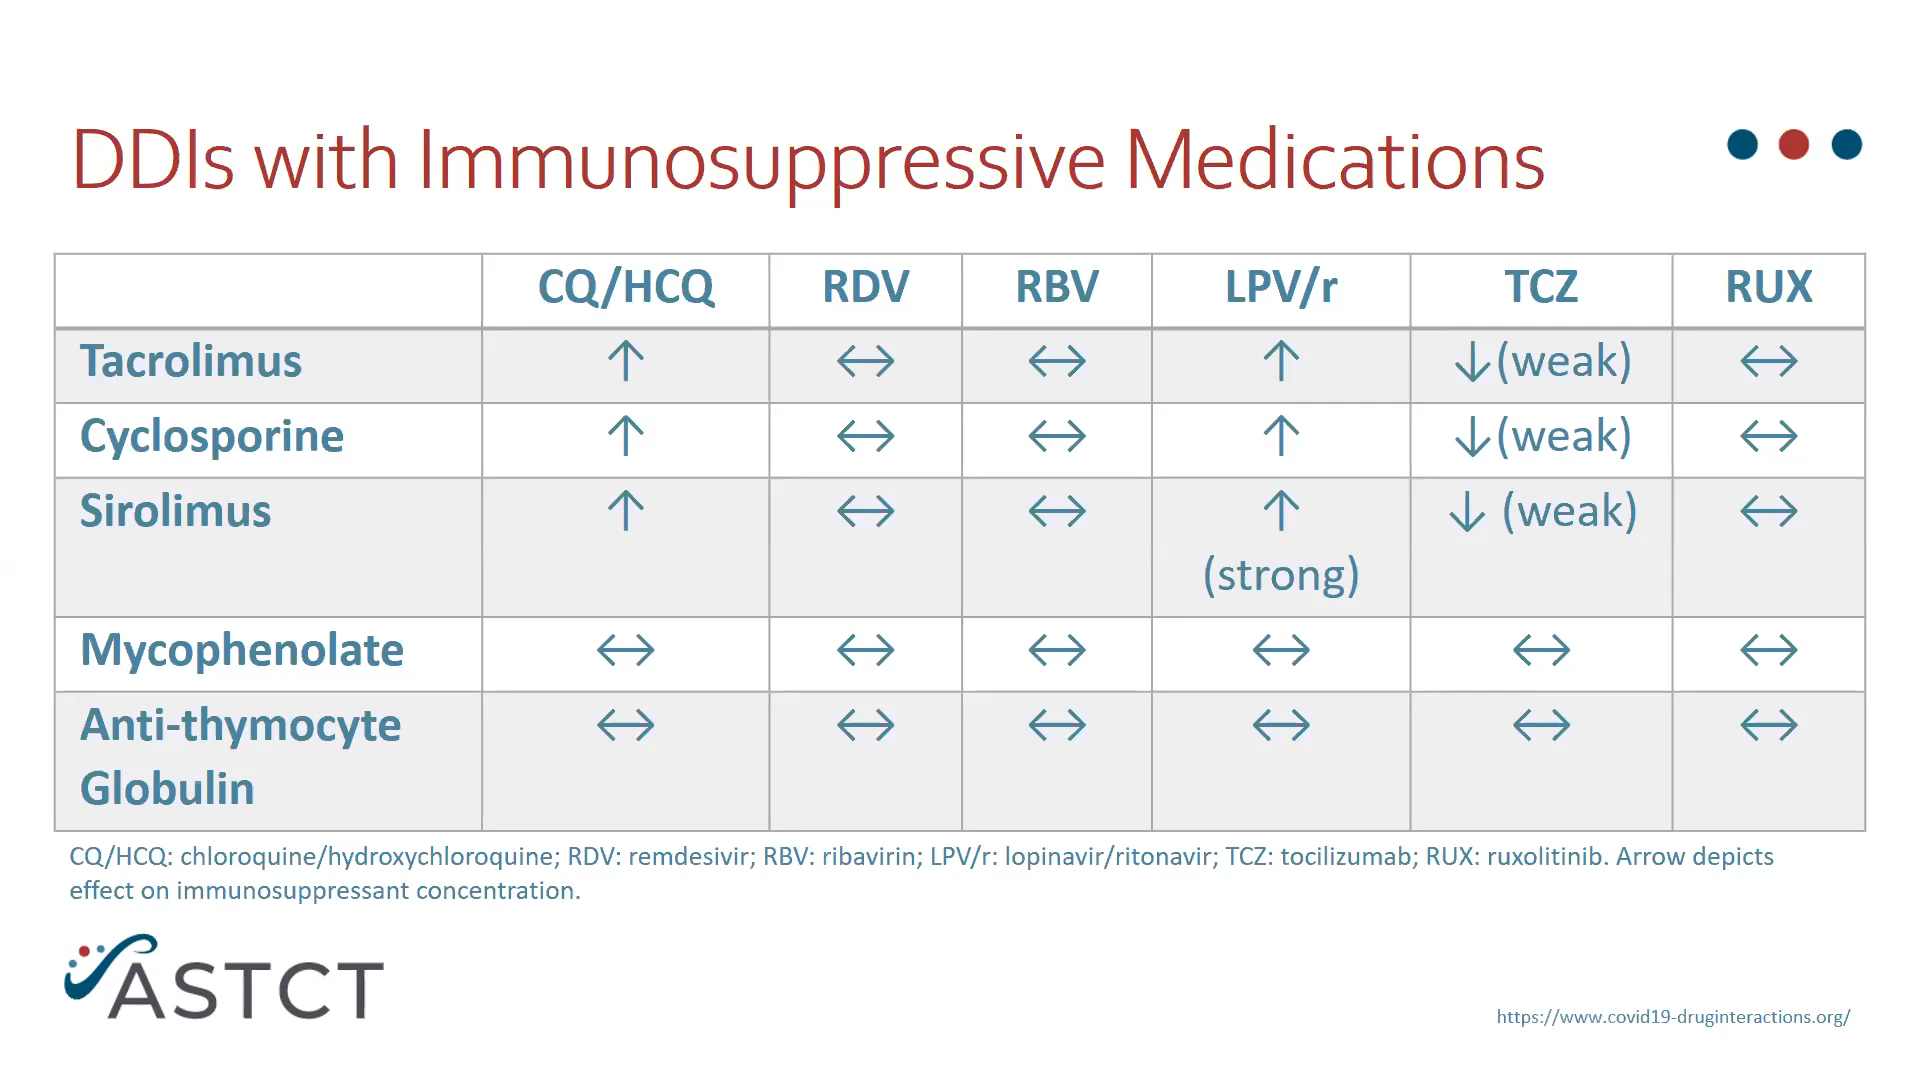 DDIs with Immunosuppressive Medications
CQ/HCQ RDV RBV LPV/r TCZ RUX
Tacrolimus ↑ ↔ ↔ ↑ ↓(weak) ↔
Cyclosporine ↑ ↔ ↔ ↑ ↓(weak) ↔
Sirolimus ↑ ↔ ↔ ↑ ↓ (weak) ↔
(strong)
Mycophenolate ↔ ↔ ↔ ↔ ↔ ↔
Anti-thymocyte ↔ ↔ ↔ ↔ ↔ ↔
Globulin
CQ/HCQ: chloroquine/hydroxychloroquine; RDV: remdesivir; RBV: ribavirin; LPV/r: lopinavir/ritonavir; TCZ: tocilizumab; RUX: ruxolitinib. Arrow depicts
effect on immunosuppressant concentration.
ASTCT
https://www.covid19-druginteractions.org/